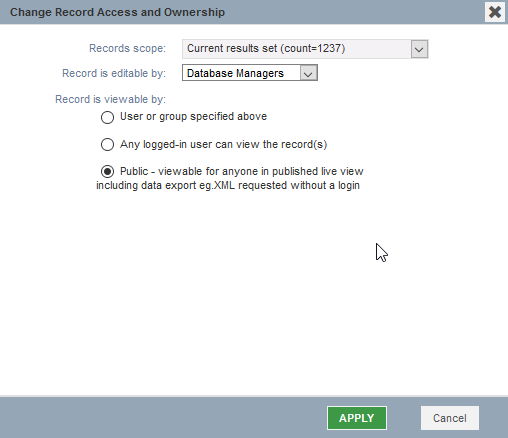 Change Record Access and Ownership
Records scope: Current results set (count=1237)
Record is editable by: Database Managers
Record is viewable by:
User or group specified above
Any logged-in user can view the record(s)
Public - viewable for anyone in published live view
including data export eg.XML requested without a login
APPLY Cancel